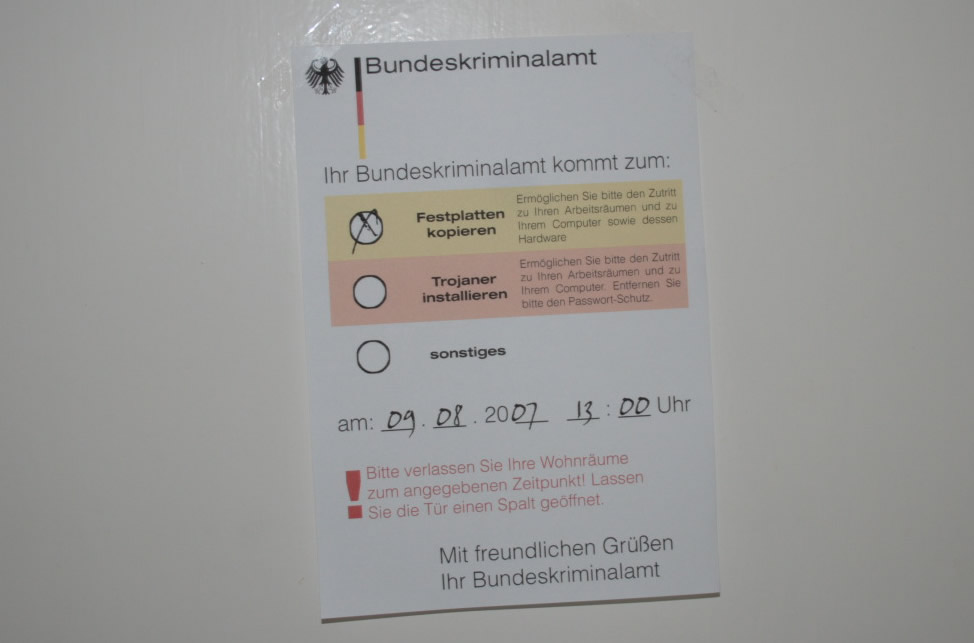 Bundeskriminalamt
Ihr Bundeskriminalamt kommt zum:
Festplatten
kopieren
Ermöglichen Sie bitte den Zutritt
zu Ihren Arbeitsräumen und zu
Ihrem Computer sowie dessen
Hardware
Trojaner
installieren
Ermöglichen Sie bitte den Zutritt
zu Ihren Arbeitsräumen und zu
Ihrem Computer. Entfernen Sie
bitte den Passwort-Schutz.
sonstiges
am: 09. 08. 2007 13 : 00 Uhr
! Bitte verlassen Sie Ihre Wohnräume
zum angegebenen Zeitpunkt! Lassen
Sie die Tür einen Spalt geöffnet.
Mit freundlichen Grüßen
Ihr Bundeskriminalamt